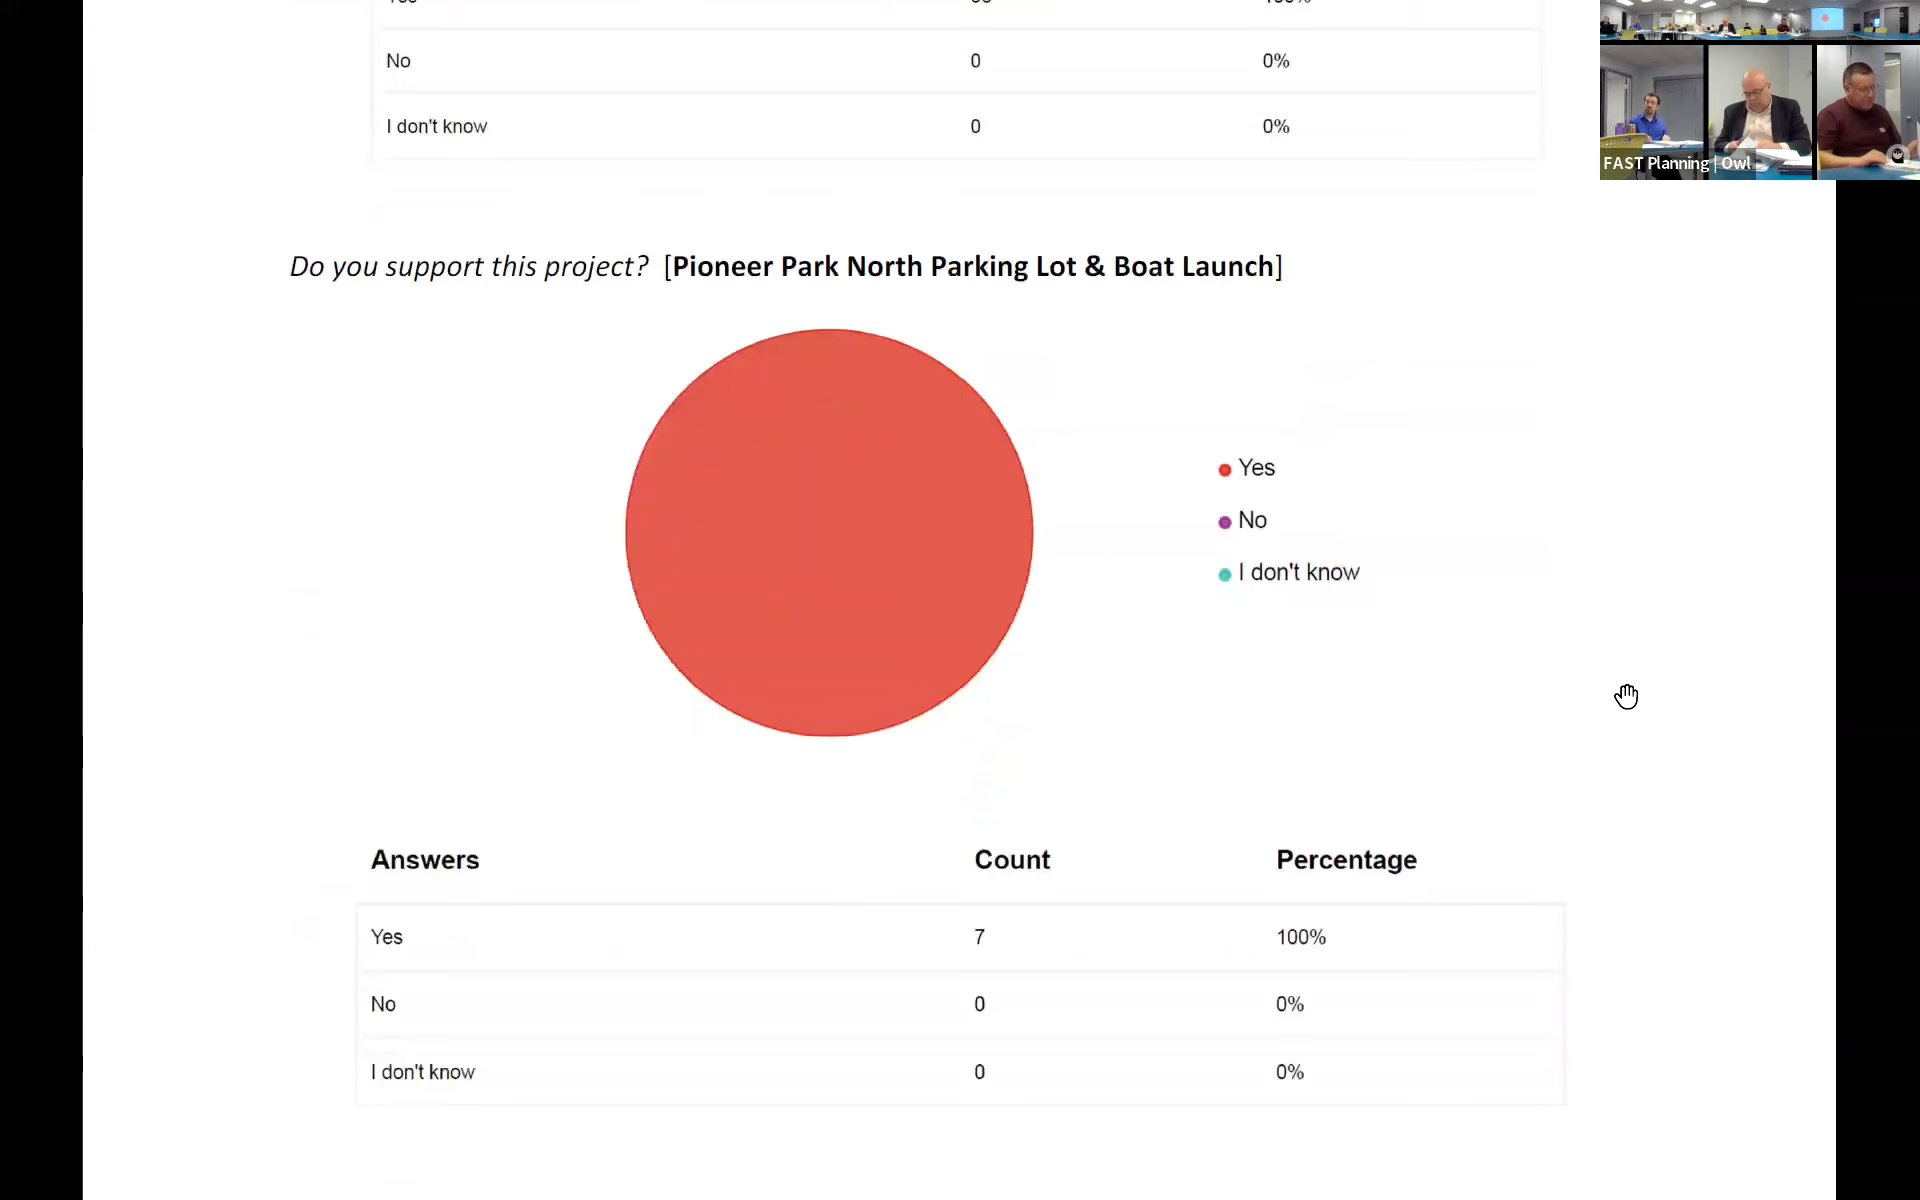 No 0 0%
I don't know 0 0%
FAST Planning | Owl
Do you support this project? [Pioneer Park North Parking Lot & Boat Launch]
Yes
No
I don't know
Answers Count Percentage
Yes 7 100%
No 0 0%
I don't know 0 0%